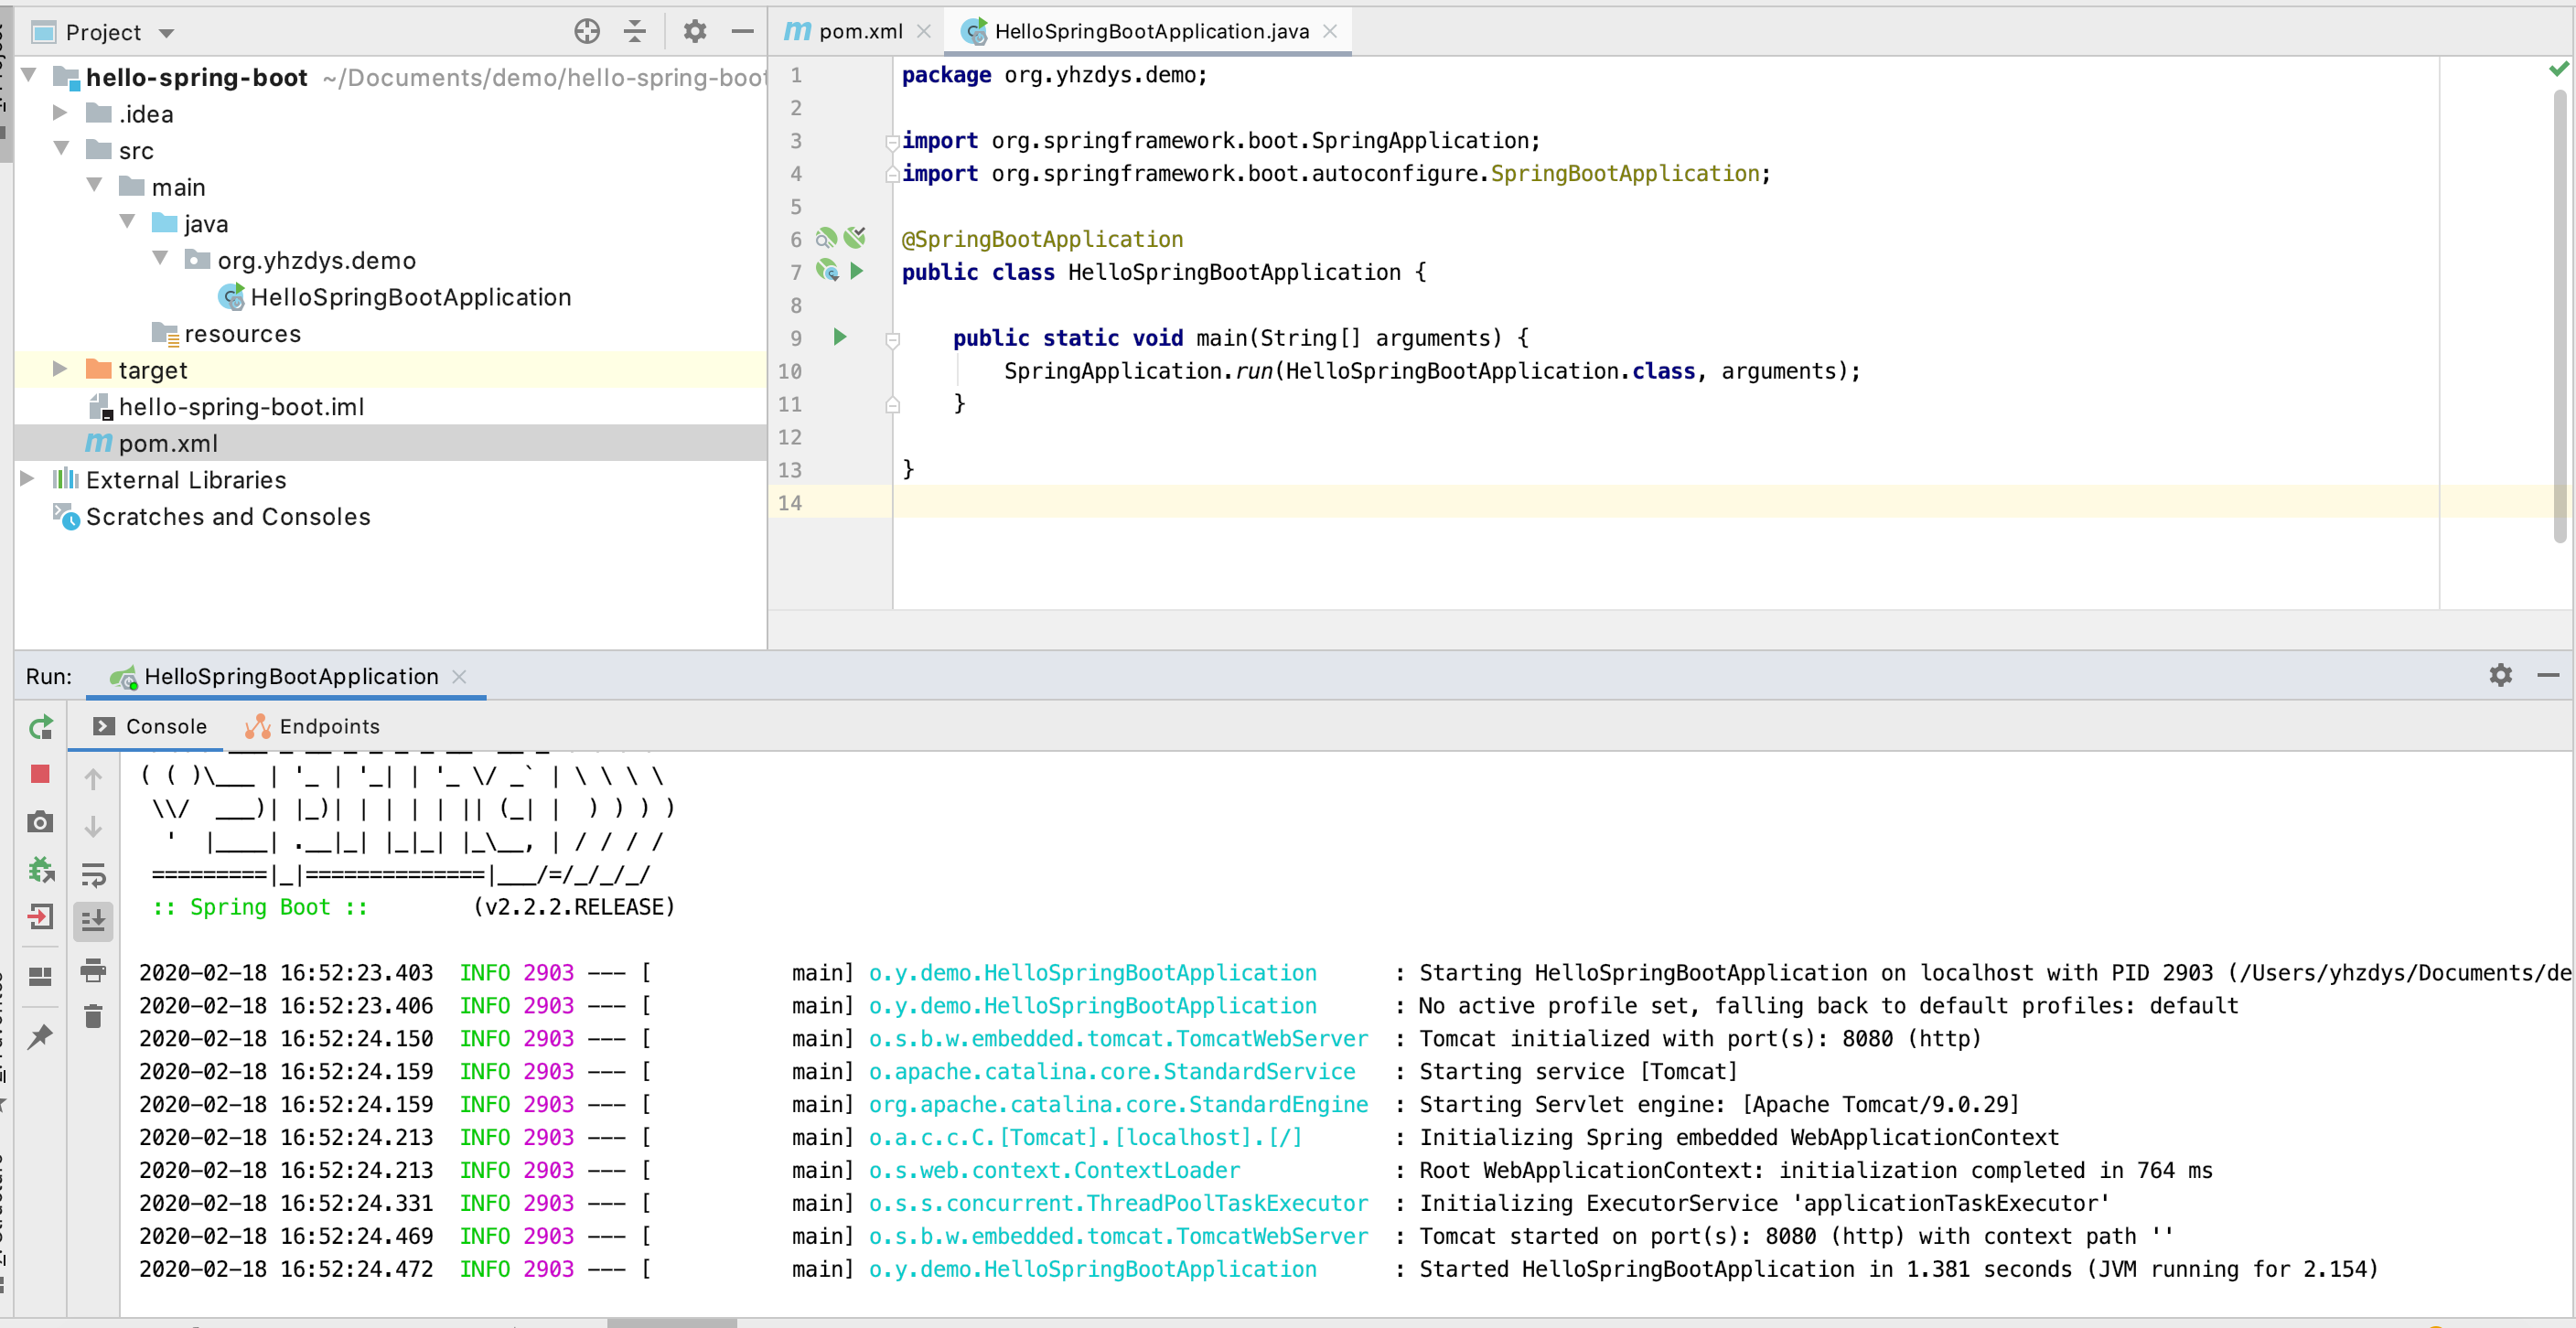 Project
hello-spring-boot ~/Documents/demo/hello-spring-boot
.idea
src
main
java
org.yhzdys.demo
HelloSpringBootApplication
resources
target
hello-spring-boot.iml
pom.xml
External Libraries
Scratches and Consoles
pom.xml HelloSpringBootApplication.java
1 package org.yhzdys.demo;
2
3 import org.springframework.boot.SpringApplication;
4 import org.springframework.boot.autoconfigure.SpringBootApplication;
5
6 @SpringBootApplication
7 public class HelloSpringBootApplication {
8
9 public static void main(String[] arguments) {
10 SpringApplication.run(HelloSpringBootApplication.class, arguments);
11 }
12
13 }
14
Run: HelloSpringBootApplication
Console Endpoints
( ( )\___ | '_ | '_| | '_ \/ _` | \ \ \ \
\\/  ___)| |_)| | | | | || (_| |  ) ) ) )
'  |____| .__|_| |_|_| |_\__, | / / / /
=========|_|==============|___/=/_/_/_/
:: Spring Boot ::        (v2.2.2.RELEASE)
2020-02-18 16:52:23.403  INFO 2903 --- [           main] o.y.demo.HelloSpringBootApplication      : Starting HelloSpringBootApplication on localhost with PID 2903 (/Users/yhzdys/Documents/de
2020-02-18 16:52:23.406  INFO 2903 --- [           main] o.y.demo.HelloSpringBootApplication      : No active profile set, falling back to default profiles: default
2020-02-18 16:52:24.150  INFO 2903 --- [           main] o.s.b.w.embedded.tomcat.TomcatWebServer  : Tomcat initialized with port(s): 8080 (http)
2020-02-18 16:52:24.159  INFO 2903 --- [           main] o.apache.catalina.core.StandardService   : Starting service [Tomcat]
2020-02-18 16:52:24.159  INFO 2903 --- [           main] org.apache.catalina.core.StandardEngine  : Starting Servlet engine: [Apache Tomcat/9.0.29]
2020-02-18 16:52:24.213  INFO 2903 --- [           main] o.a.c.c.C.[Tomcat].[localhost].[/]       : Initializing Spring embedded WebApplicationContext
2020-02-18 16:52:24.213  INFO 2903 --- [           main] o.s.web.context.ContextLoader            : Root WebApplicationContext: initialization completed in 764 ms
2020-02-18 16:52:24.331  INFO 2903 --- [           main] o.s.s.concurrent.ThreadPoolTaskExecutor  : Initializing ExecutorService 'applicationTaskExecutor'
2020-02-18 16:52:24.469  INFO 2903 --- [           main] o.s.b.w.embedded.tomcat.TomcatWebServer  : Tomcat started on port(s): 8080 (http) with context path ''
2020-02-18 16:52:24.472  INFO 2903 --- [           main] o.y.demo.HelloSpringBootApplication      : Started HelloSpringBootApplication in 1.381 seconds (JVM running for 2.154)